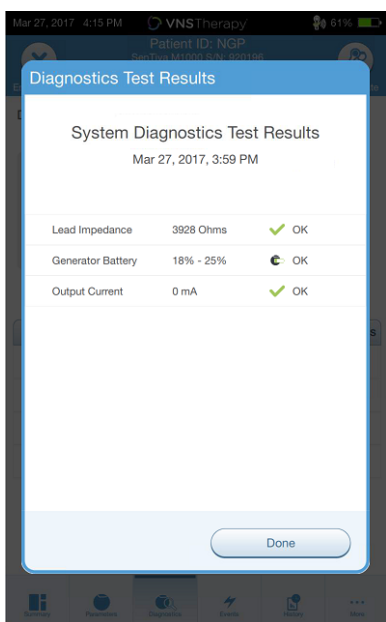 Mar 27, 2017 4:15 PM VNSTherapy 61%
Patient ID: NGP
SenTiva M1000 S/N: 920196
Diagnostics Test Results
System Diagnostics Test Results
Mar 27, 2017, 3:59 PM
Lead Impedance 3928 Ohms OK
Generator Battery 18% - 25% OK
Output Current 0 mA OK
Done
Summary Parameters Diagnostics Events History More